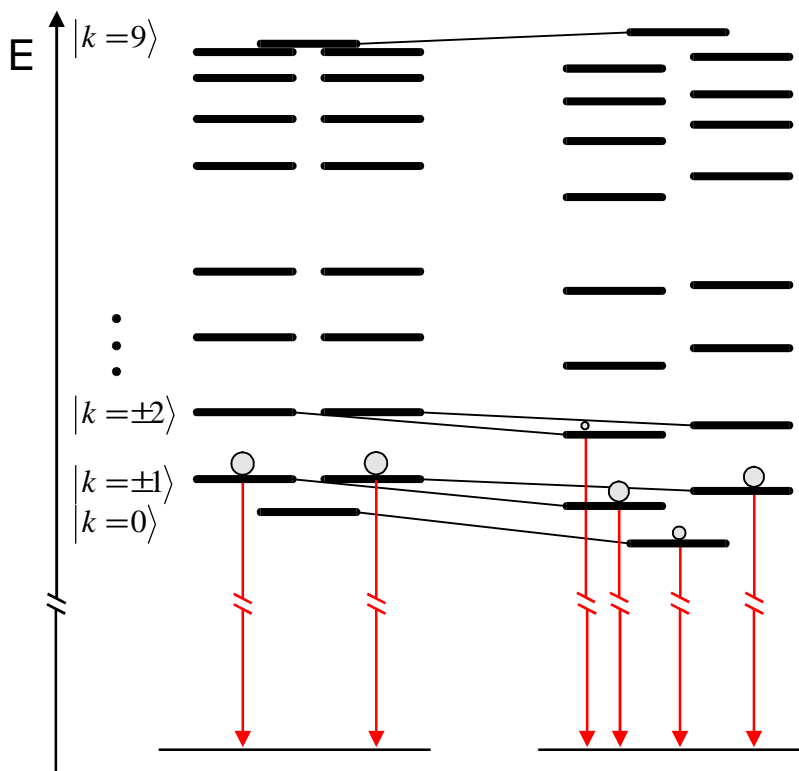 |k = 9⟩
E
|k = ±2⟩
|k = ±1⟩
|k = 0⟩